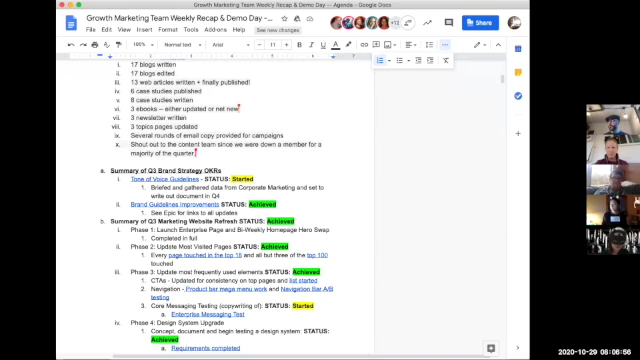 Growth Marketing Team Weekly Recap & Demo Day -- Agenda - Google Docs
Growth Marketing Team Weekly Recap & Demo Day -
File Edit View Insert Format Tools Add-ons Help
See new changes
+12
Share
100%
Normal text
Arial
11
i. 17 blogs written
ii. 17 blogs edited
iii. 13 web articles written + finally published!
iv. 6 case studies published
v. 8 case studies written
vi. 3 ebooks -- either updated or net new
vii. 3 newsletter written
viii. 3 topics pages updated
ix. Several rounds of email copy provided for campaigns
x. Shout out to the content team since we were down a member for a
majority of the quarter
a. Summary of Q3 Brand Strategy OKRs
i. Tone of Voice Guidelines - STATUS: Started
1. Briefed and gathered data from Corporate Marketing and set to
write out document in Q4
ii. Brand Guidelines Improvements STATUS: Achieved
1. See Epic for links to all updates
b. Summary of Q3 Marketing Website Refresh STATUS: Achieved
i. Phase 1: Launch Enterprise Page and Bi-Weekly Homepage Hero Swap
1. Completed in full
ii. Phase 2: Update Most Visited Pages STATUS: Achieved
1. Every page touched in the top 18 and all but three of the top 100
touched
iii. Phase 3: Update most frequently used elements STATUS: Achieved
1. CTAs - Updated for consistency on top pages and list started
2. Navigation - Product bar mega menu work and Navigation Bar A/B
testing
3. Core Messaging Testing (copywriting of) STATUS: Started
a. Enterprise Messaging Test
iv. Phase 4: Design System Upgrade
1. Concept, document and begin testing a design system: STATUS:
Achieved
a. Requirements completed
2020-10-29 08:06:56